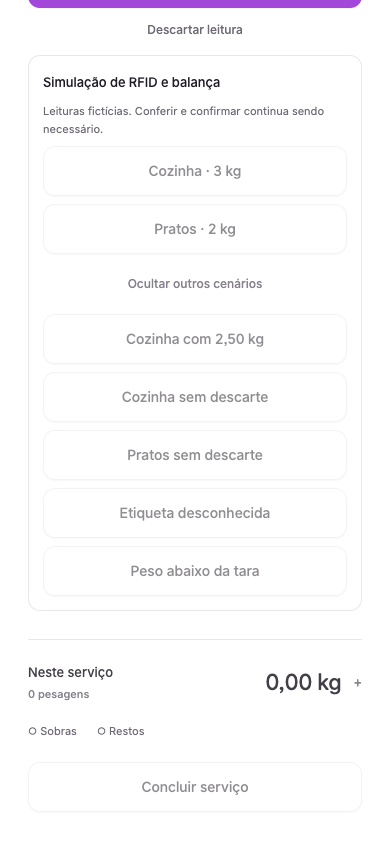 Descartar leitura
Simulação de RFID e balança
Leituras fictícias. Conferir e confirmar continua sendo
necessário.
Cozinha · 3 kg
Pratos · 2 kg
Ocultar outros cenários
Cozinha com 2,50 kg
Cozinha sem descarte
Pratos sem descarte
Etiqueta desconhecida
Peso abaixo da tara
Neste serviço
0,00 kg +
0 pesagens
Sobras Restos
Concluir serviço